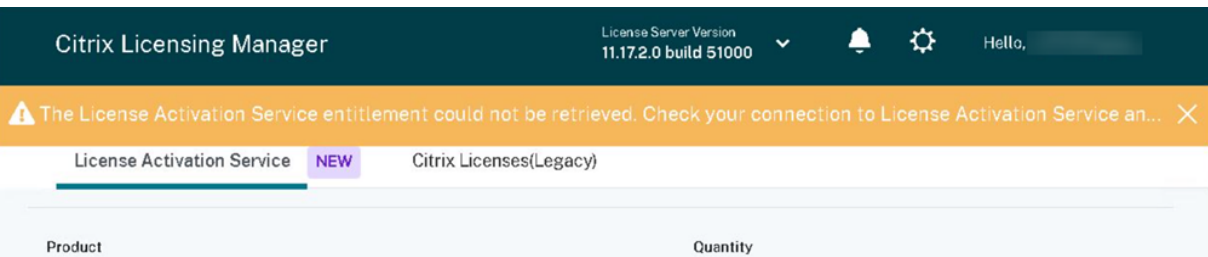 Citrix Licensing Manager
License Server Version
11.17.2.0 build 51000
Hello,
The License Activation Service entitlement could not be retrieved. Check your connection to License Activation Service an...
License Activation Service NEW Citrix Licenses(Legacy)
Product Quantity